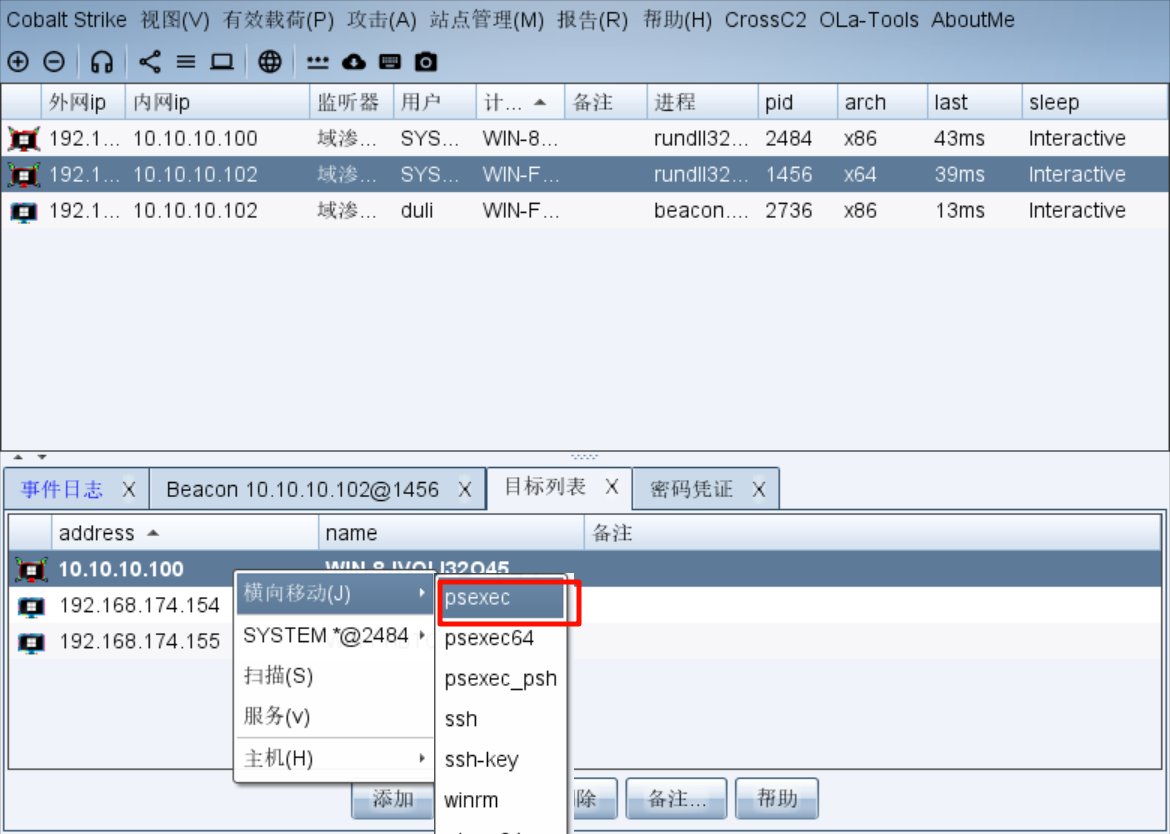 Cobalt Strike 视图(V) 有效载荷(P) 攻击(A) 站点管理(M) 报告(R) 帮助(H) CrossC2 OLa-Tools AboutMe
外网ip 内网ip 监听器 用户 计... 备注 进程 pid arch last sleep
192.1... 10.10.10.100 域渗... SYS... WIN-8... rundll32... 2484 x86 43ms Interactive
192.1... 10.10.10.102 域渗... SYS... WIN-F... rundll32... 1456 x64 39ms Interactive
192.1... 10.10.10.102 域渗... duli WIN-F... beacon.... 2736 x86 13ms Interactive
事件日志 X Beacon 10.10.10.102@1456 X 目标列表 X 密码凭证 X
address name 备注
10.10.10.100
192.168.174.154
192.168.174.155
横向移动(J)
SYSTEM *@2484
扫描(S)
服务(v)
主机(H)
psexec
psexec64
psexec_psh
ssh
ssh-key
winrm
添加 除 备注... 帮助